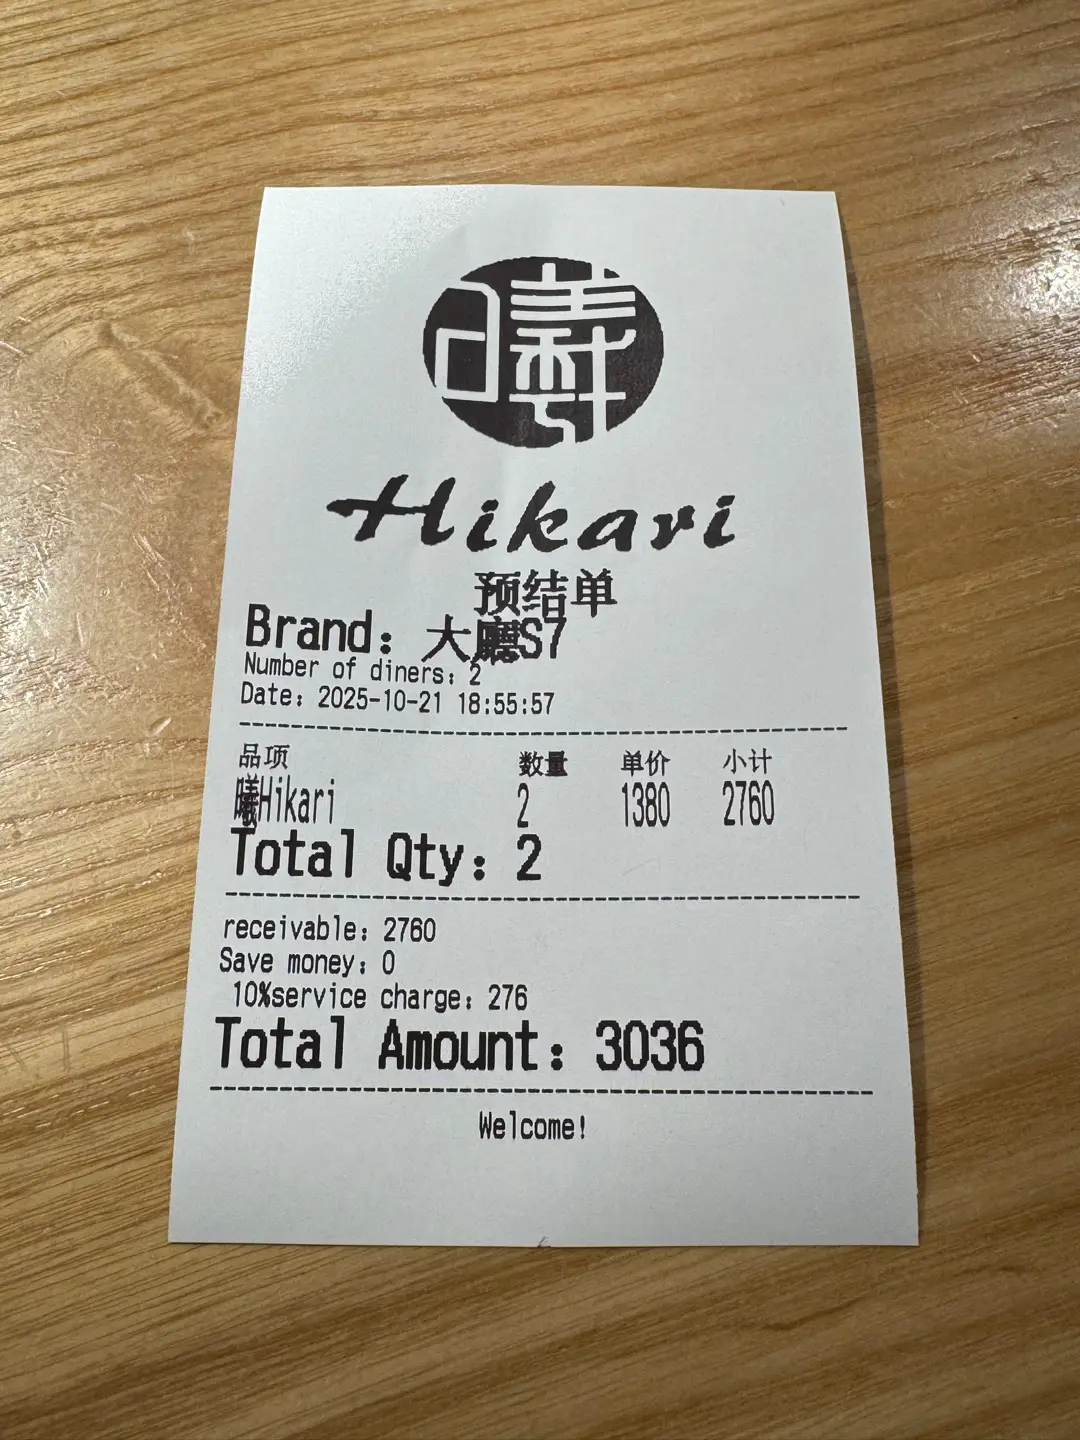 曦
Hikari
预结单
Brand: 大廳S7
Number of diners: 2
Date: 2025-10-21 18:55:57
品项 数量 单价 小计
曦Hikari 2 1380 2760
Total Qty: 2
receivable: 2760
Save money: 0
10%service charge: 276
Total Amount: 3036
Welcome!